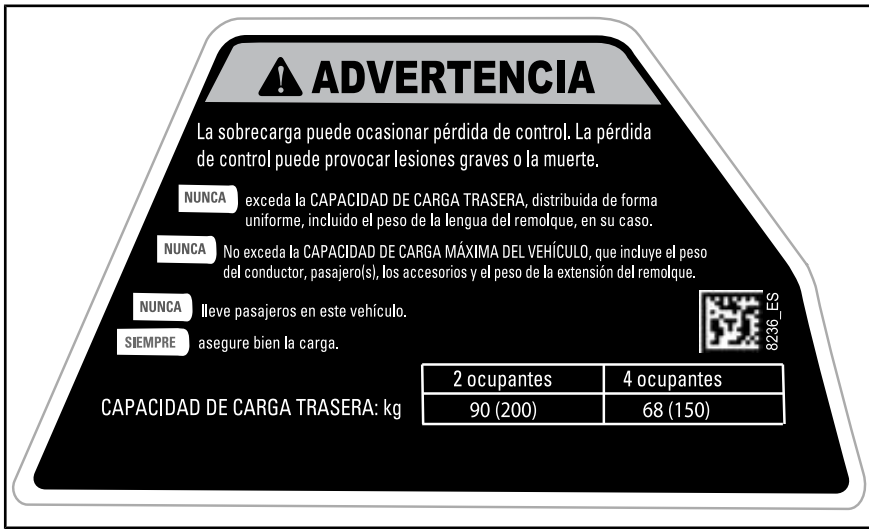 ADVERTENCIA
La sobrecarga puede ocasionar pérdida de control. La pérdida
de control puede provocar lesiones graves o la muerte.
NUNCA exceda la CAPACIDAD DE CARGA TRASERA, distribuida de forma
uniforme, incluido el peso de la lengua del remolque, en su caso.
NUNCA No exceda la CAPACIDAD DE CARGA MÁXIMA DEL VEHÍCULO, que incluye el peso
del conductor, pasajero(s), los accesorios y el peso de la extensión del remolque.
NUNCA lleve pasajeros en este vehículo.
SIEMPRE asegure bien la carga.
8236_ES
2 ocupantes 4 ocupantes
CAPACIDAD DE CARGA TRASERA: kg 90 (200) 68 (150)